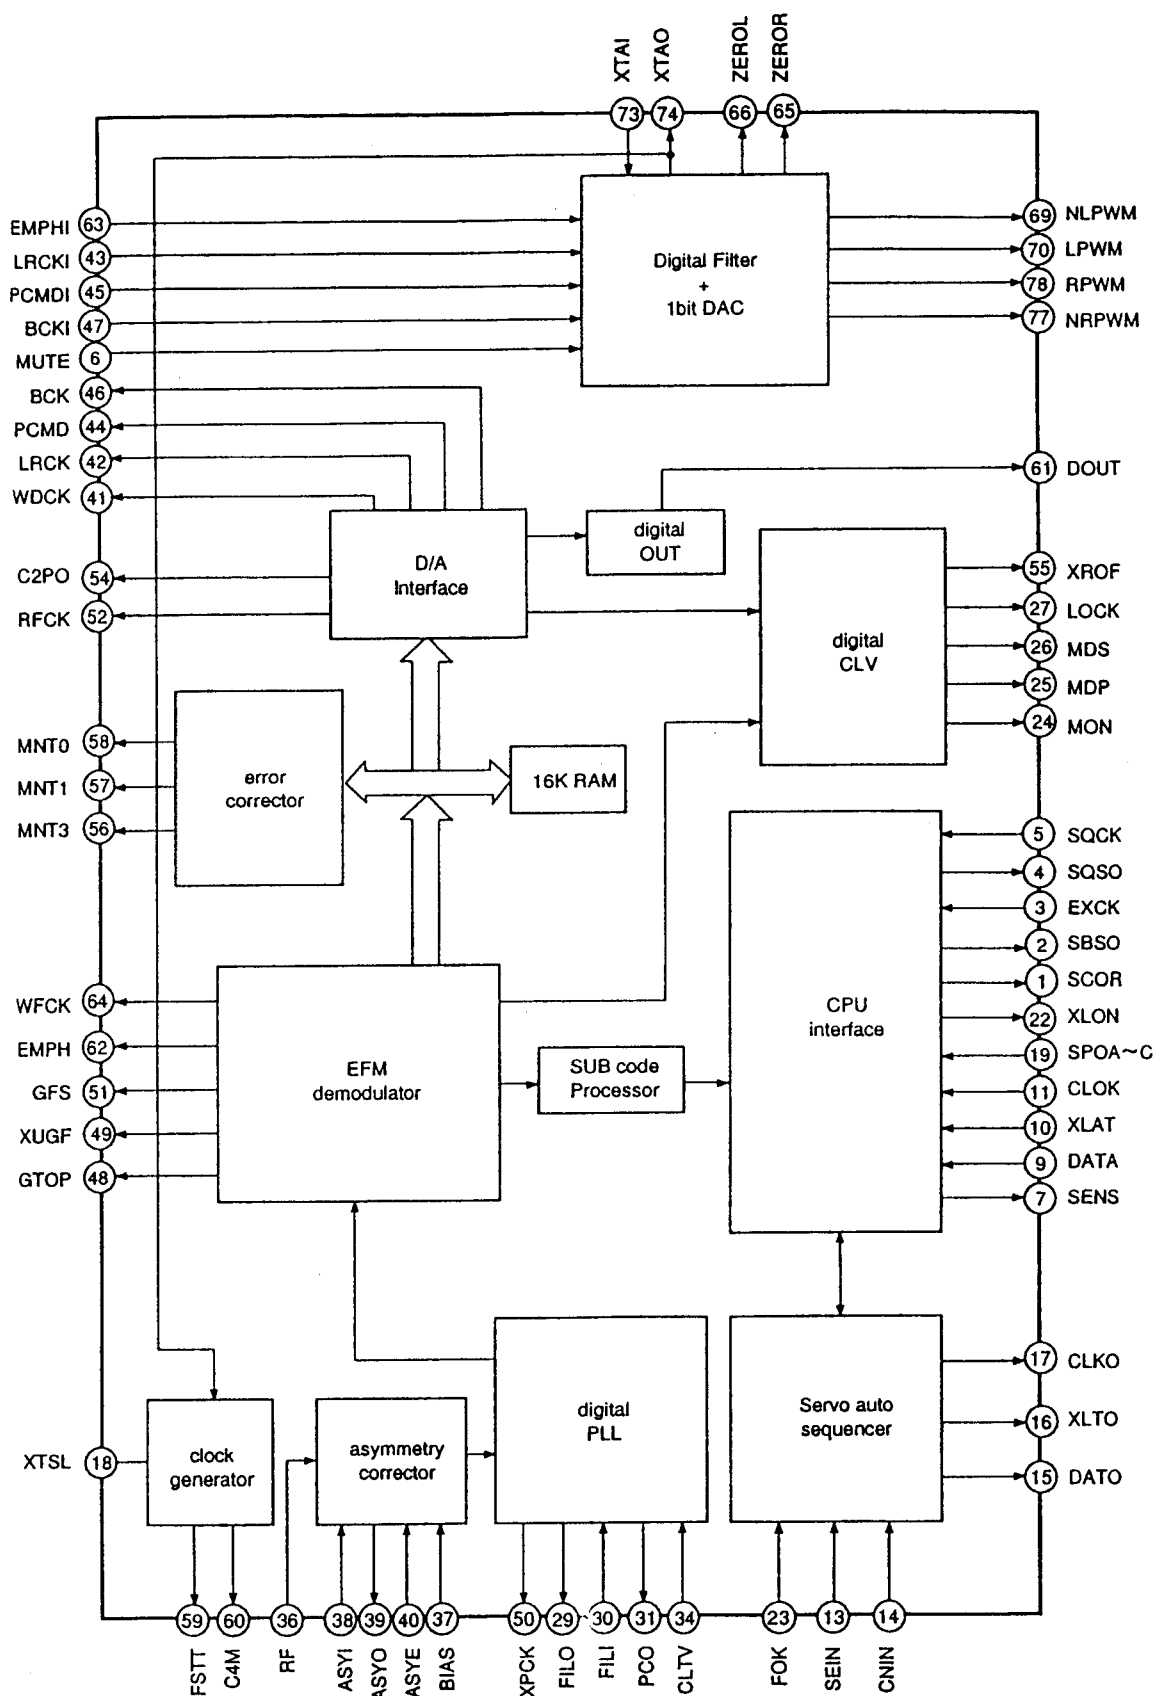 XTAI
XTAO
ZEROL
ZEROR
73
74
66
65
EMPHI 63
LRCKI 43
PCMDI 45
BCKI 47
MUTE 6
BCK 46
PCMD 44
LRCK 42
WDCK 41
C2PO 54
RFCK 52
MNT0 58
MNT1 57
MNT3 56
WFCK 64
EMPH 62
GFS 51
XUGF 49
GTOP 48
XTSL 18
Digital Filter
+
1bit DAC
69 NLPWM
70 LPWM
78 RPWM
77 NRPWM
61 DOUT
D/A
Interface
digital
OUT
digital
CLV
55 XROF
27 LOCK
26 MDS
25 MDP
24 MON
error
corrector
16K RAM
CPU
interface
5 SQCK
4 SQSO
3 EXCK
2 SBSO
1 SCOR
22 XLON
19 SPOA~C
11 CLOK
10 XLAT
9 DATA
7 SENS
EFM
demodulator
SUB code
Processor
clock
generator
asymmetry
corrector
digital
PLL
Servo auto
sequencer
17 CLKO
16 XLTO
15 DATO
59
60
36
38
39
40
37
50
29
30
31
34
23
13
14
FSTT
C4M
RF
ASYI
ASYO
ASYE
BIAS
XPCK
FILO
FILI
PCO
CLTV
FOK
SEIN
CNIN